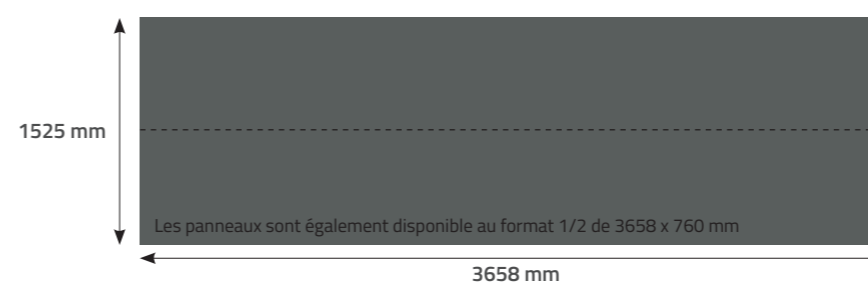 1525 mm
Les panneaux sont également disponible au format 1/2 de 3658 x 760 mm
3658 mm